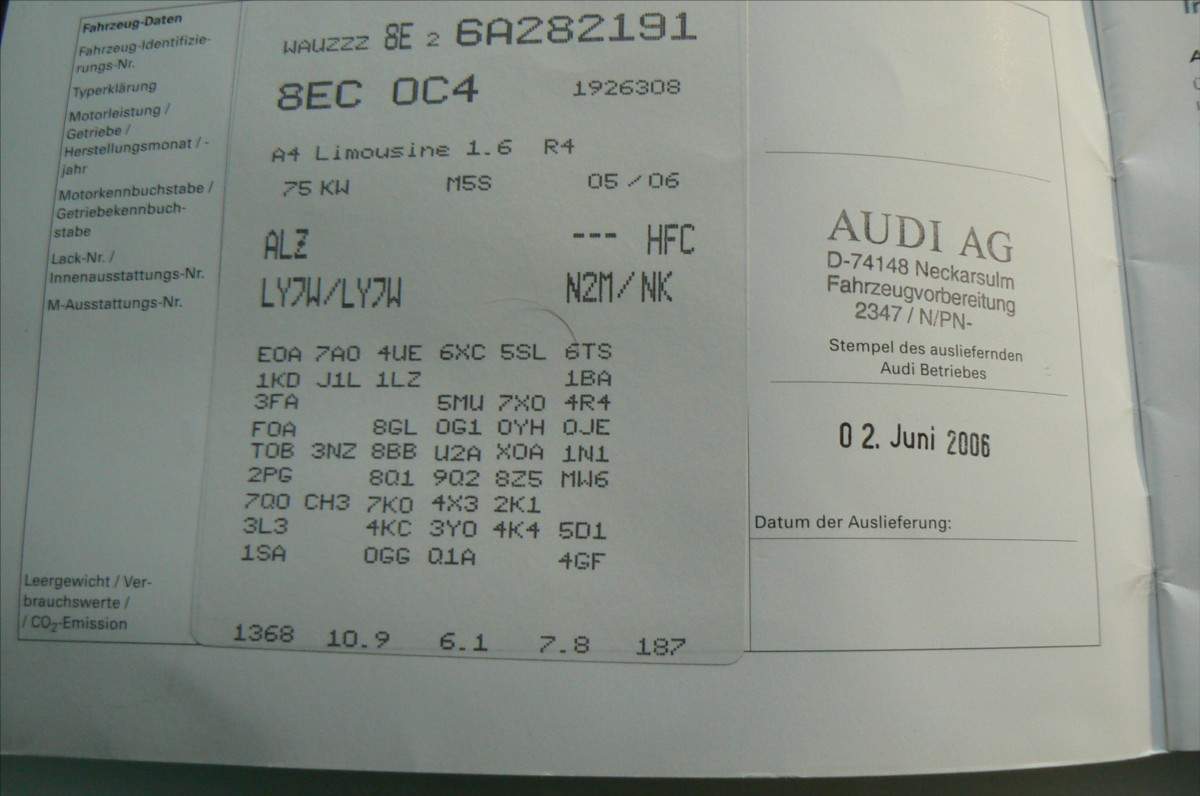 Fahrzeug-Daten
Fahrzeug-Identifizie-
rungs-Nr.
Typerklärung
Motorleistung /
Getriebe /
Herstellungsmonat / -
jahr
Motorkennbuchstabe /
Getriebekennbuch-
stabe
Lack-Nr. /
Innenausstattungs-Nr.
M-Ausstattungs-Nr.
Leergewicht / Ver-
brauchswerte /
/ CO2-Emission
WAUZZZ 8E 2 6A282191
8EC 0C4 1926308
A4 Limousine 1.6 R4
75 KW M5S 05 / 06
ALZ --- HFC
LY7W/LY7W N2M/NK
E0A 7A0 4UE 6XC 5SL 6TS
1KD J1L 1LZ 1BA
3FA 5MU 7X0 4R4
F0A 8GL 0G1 0YH 0JE
T0B 3NZ 8BB U2A X0A 1N1
2PG 8Q1 9Q2 8Z5 MW6
7Q0 CH3 7K0 4X3 2K1
3L3 4KC 3Y0 4K4 5D1
1SA 0GG Q1A 4GF
1368 10.9 6.1 7.8 187
AUDI AG
D-74148 Neckarsulm
Fahrzeugvorbereitung
2347 / N/PN-
Stempel des ausliefernden
Audi Betriebes
02. Juni 2006
Datum der Auslieferung: